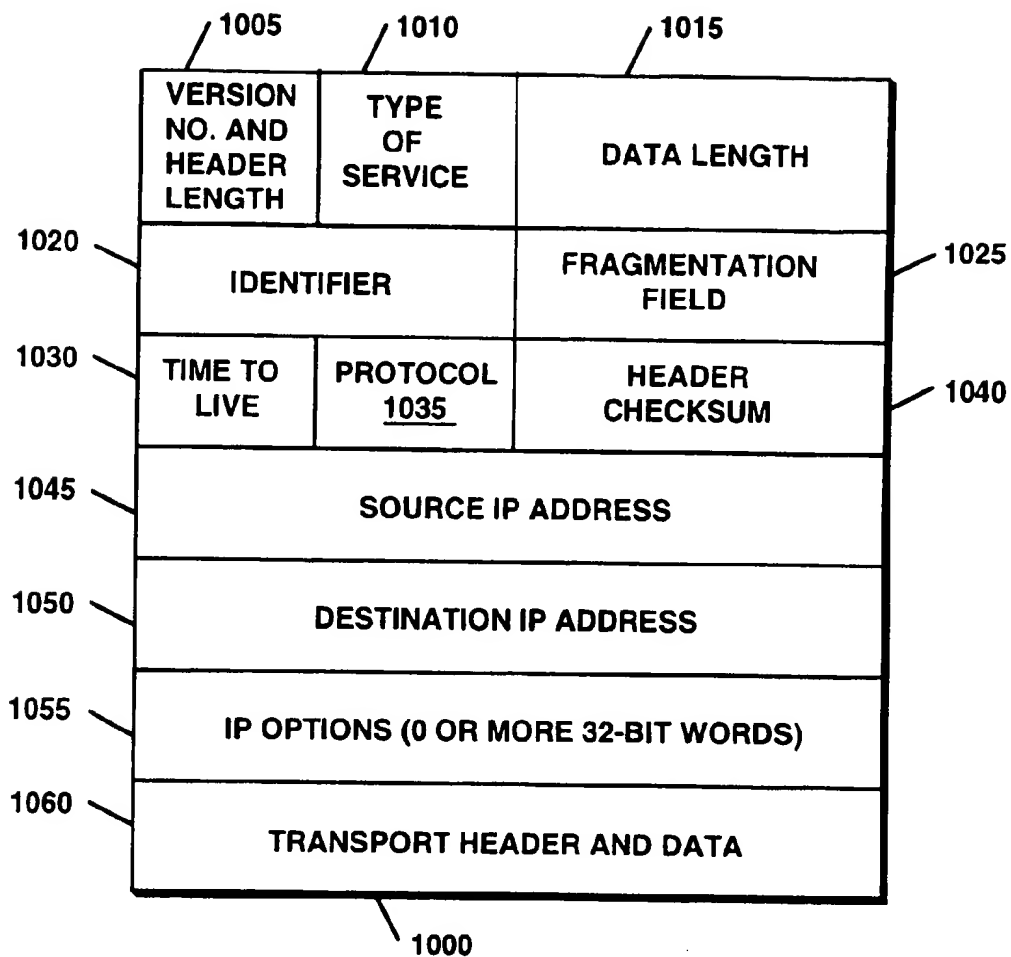 1005
1010
1015
VERSION
NO. AND
HEADER
LENGTH
TYPE
OF
SERVICE
DATA LENGTH
1020
IDENTIFIER
FRAGMENTATION
FIELD
1025
1030
TIME TO
LIVE
PROTOCOL
1035
HEADER
CHECKSUM
1040
1045
SOURCE IP ADDRESS
1050
DESTINATION IP ADDRESS
1055
IP OPTIONS (0 OR MORE 32-BIT WORDS)
1060
TRANSPORT HEADER AND DATA
1000